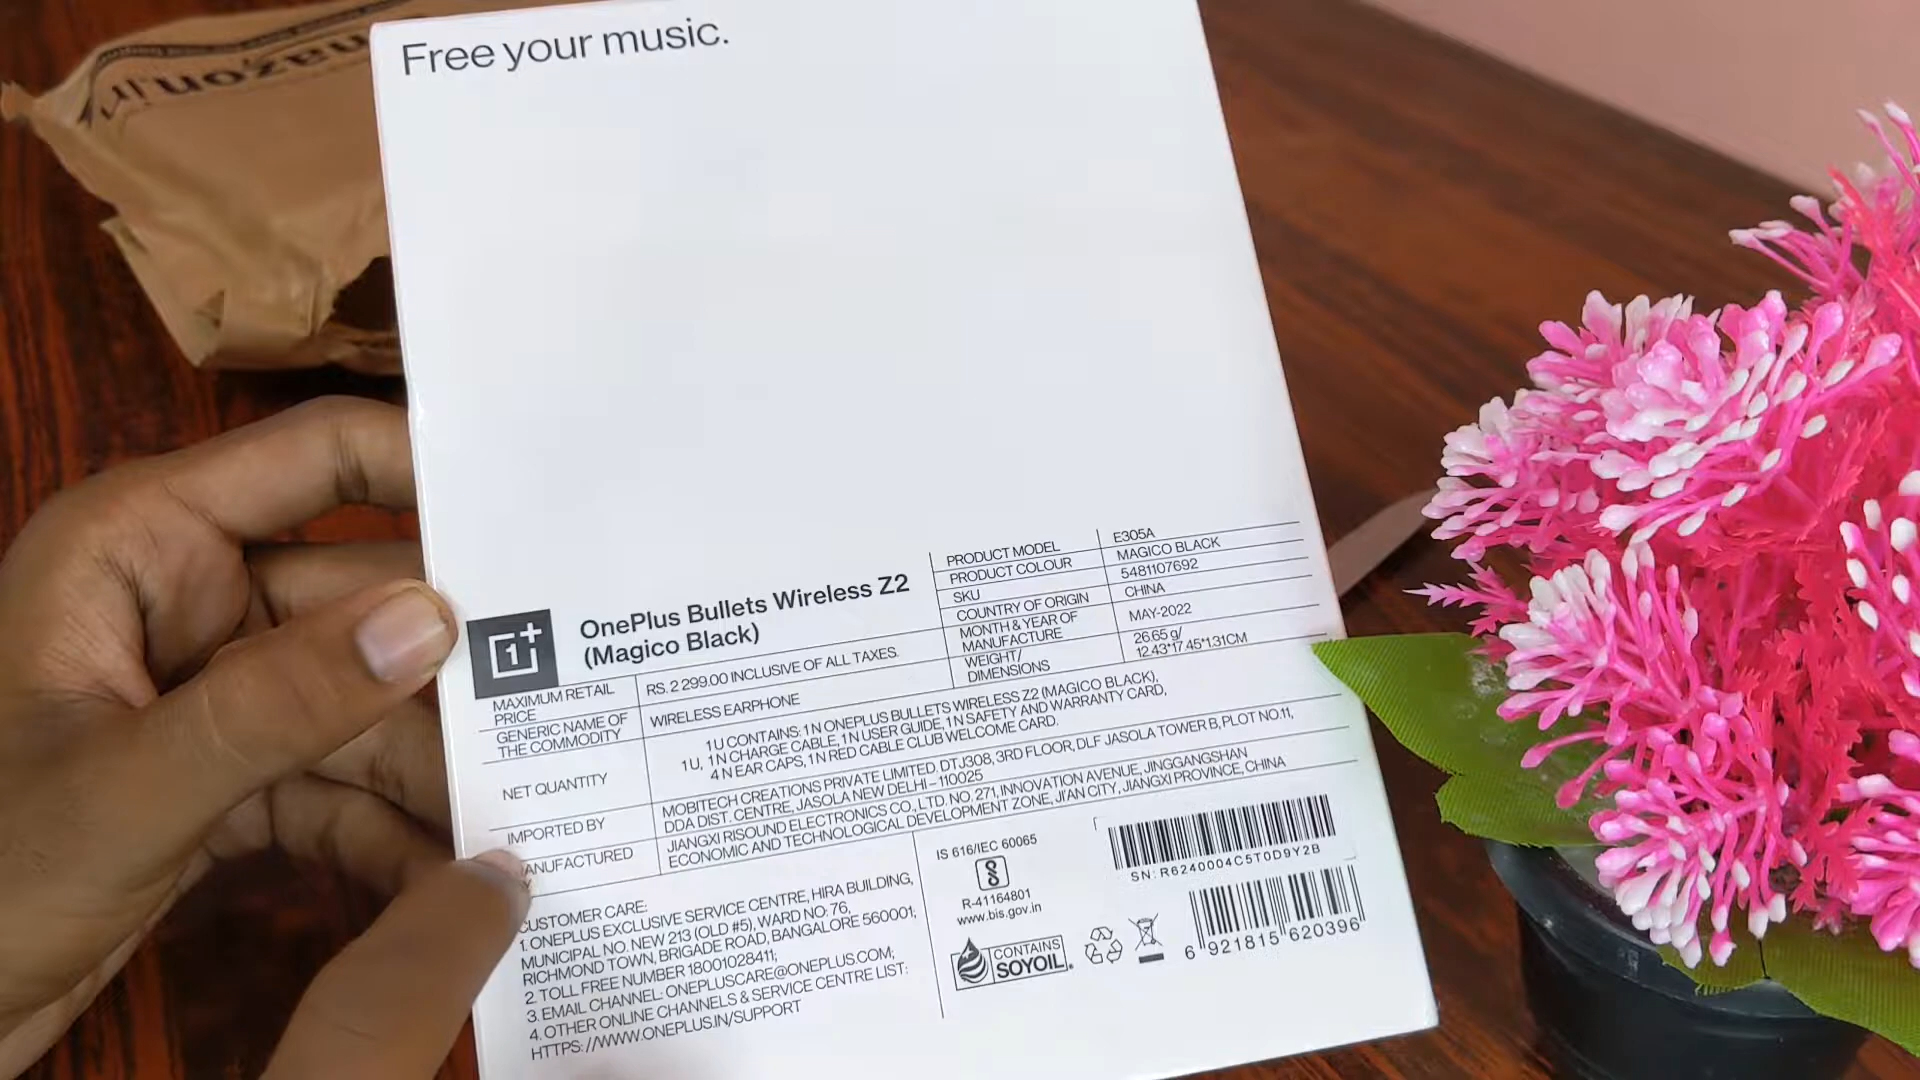 amazon.in
Free your music.
OnePlus Bullets Wireless Z2
(Magico Black)
PRODUCT MODEL E305A
PRODUCT COLOUR MAGICO BLACK
SKU 5481107692
COUNTRY OF ORIGIN CHINA
MONTH & YEAR OF
MANUFACTURE MAY-2022
WEIGHT/
DIMENSIONS
26.65 g/
12.43*17.45*1.31CM
MAXIMUM RETAIL
PRICE
RS. 2 299.00 INCLUSIVE OF ALL TAXES.
GENERIC NAME OF
THE COMMODITY
WIRELESS EARPHONE
NET QUANTITY
1U CONTAINS: 1 N ONEPLUS BULLETS WIRELESS Z2 (MAGICO BLACK),
1U, 1 N CHARGE CABLE, 1 N USER GUIDE, 1 N SAFETY AND WARRANTY CARD,
4 N EAR CAPS, 1 N RED CABLE CLUB WELCOME CARD.
IMPORTED BY
MOBITECH CREATIONS PRIVATE LIMITED. DTJ308, 3RD FLOOR, DLF JASOLA TOWER B, PLOT NO.11,
DDA DIST. CENTRE, JASOLA NEW DELHI – 110025
ANUFACTURED
Y
JIANGXI RISOUND ELECTRONICS CO., LTD. NO. 271, INNOVATION AVENUE, JINGGANGSHAN
ECONOMIC AND TECHNOLOGICAL DEVELOPMENT ZONE, JI'AN CITY, JIANGXI PROVINCE, CHINA
CUSTOMER CARE:
1. ONEPLUS EXCLUSIVE SERVICE CENTRE, HIRA BUILDING,
MUNICIPAL NO. NEW 213 (OLD #5), WARD NO: 76,
RICHMOND TOWN, BRIGADE ROAD, BANGALORE 560001;
2. TOLL FREE NUMBER 18001028411;
3. EMAIL CHANNEL: ONEPLUSCARE@ONEPLUS.COM;
4. OTHER ONLINE CHANNELS & SERVICE CENTRE LIST:
HTTPS://WWW.ONEPLUS.IN/SUPPORT
IS 616/IEC 60065
R-41164801
www.bis.gov.in
CONTAINS
SOYOIL.
SN: R6240004C5T0D9Y2B
6 921815 620396